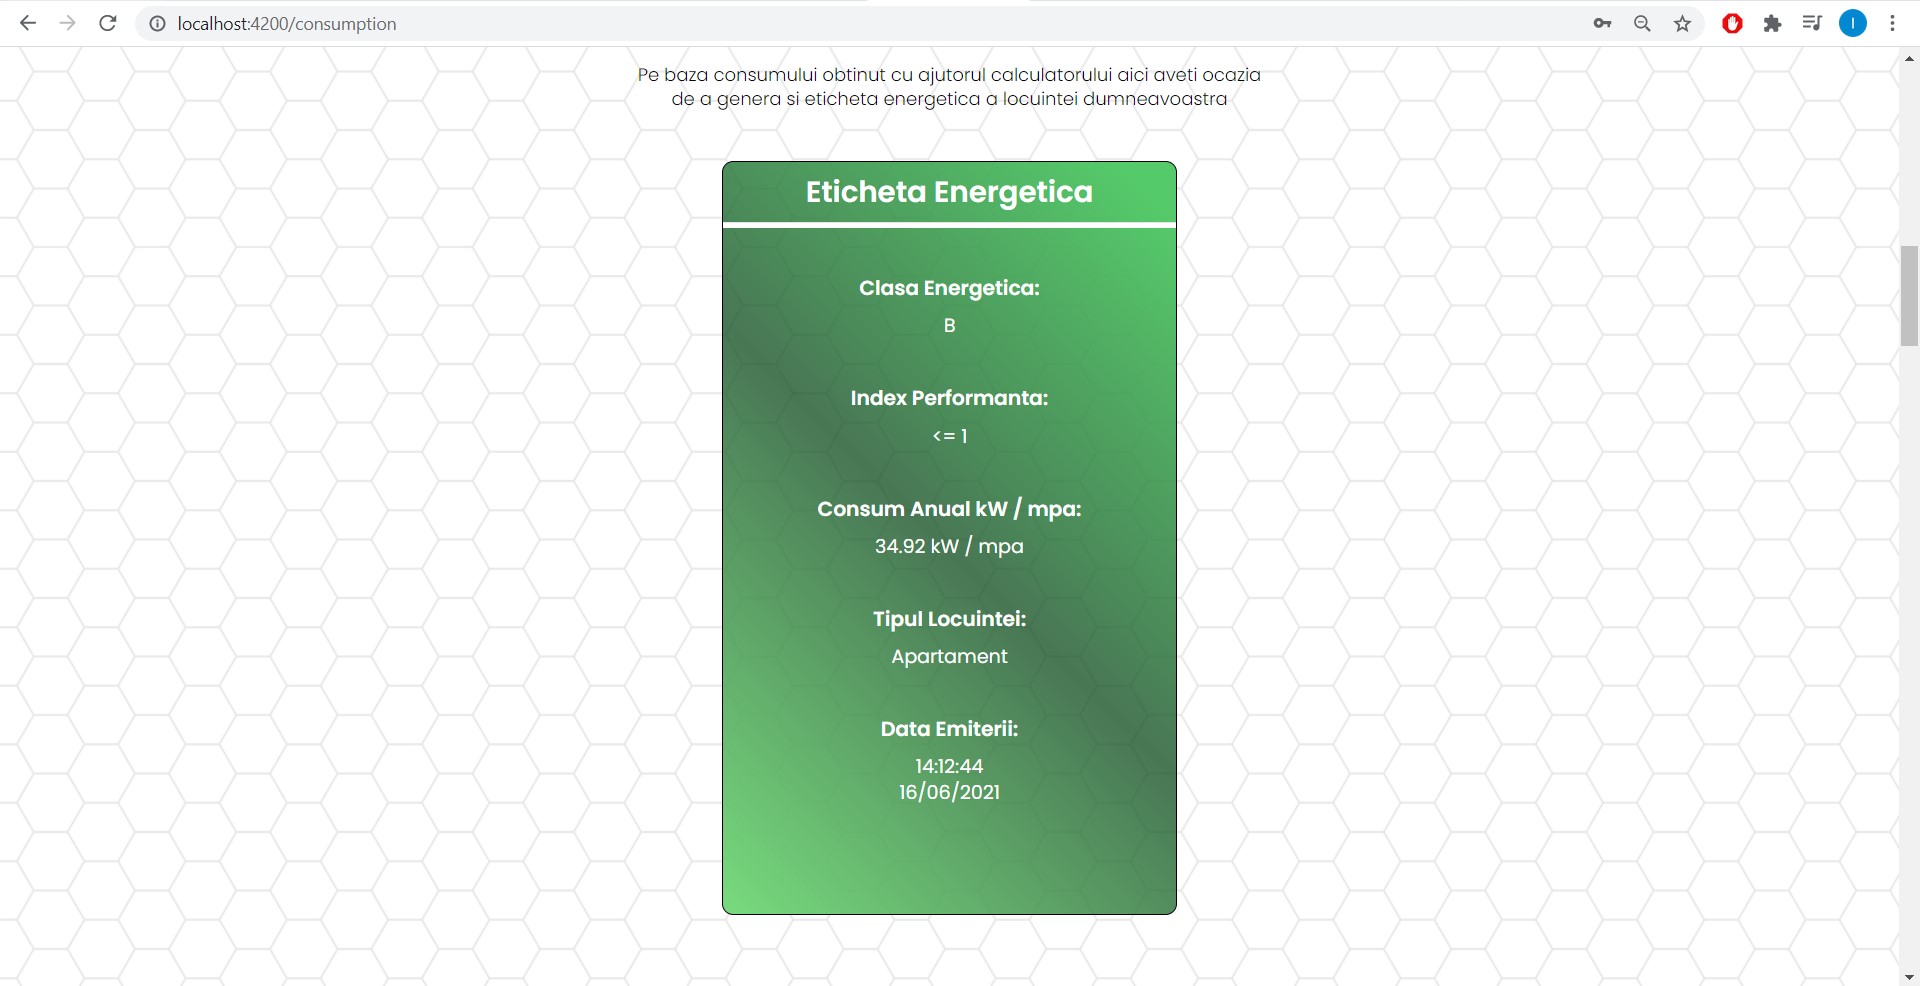 localhost:4200/consumption
I
Pe baza consumului obtinut cu ajutorul calculatorului aici aveti ocazia
de a genera si eticheta energetica a locuintei dumneavoastra
Eticheta Energetica
Clasa Energetica:
B
Index Performanta:
<= 1
Consum Anual kW / mpa:
34.92 kW / mpa
Tipul Locuintei:
Apartament
Data Emiterii:
14:12:44
16/06/2021